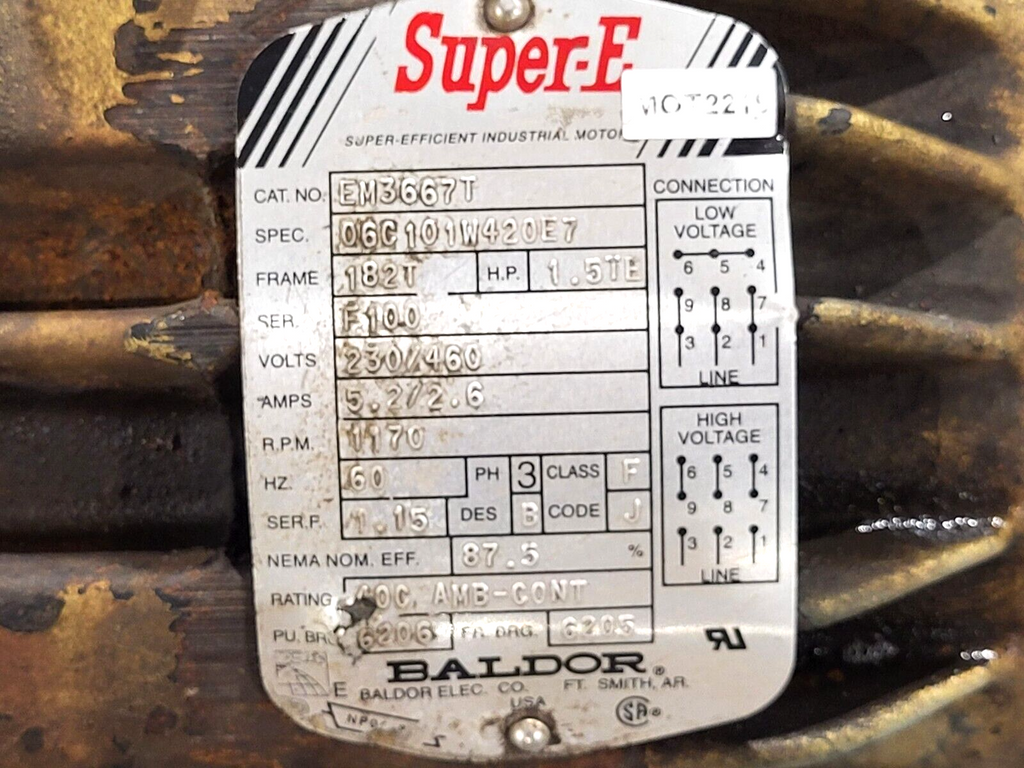 Super-E
MOT2219
SUPER-EFFICIENT INDUSTRIAL MOTOR
CAT. NO. EM3667T
SPEC. 06C101W420E7
FRAME 182T H.P. 1.5TE
SER. F100
VOLTS 230/460
AMPS 5.2/2.6
R.P.M. 1170
HZ. 60 PH 3 CLASS F
SER.F. 1.15 DES B CODE J
NEMA NOM. EFF. 87.5 %
RATING 40C. AMB-CONT
PU. BRG. 6206 FR. BRG. 6205
BALDOR®
BALDOR ELEC. CO. FT. SMITH, AR.
USA
CONNECTION
LOW
VOLTAGE
6 5 4
9 8 7
3 2 1
LINE
HIGH
VOLTAGE
6 5 4
9 8 7
3 2 1
LINE